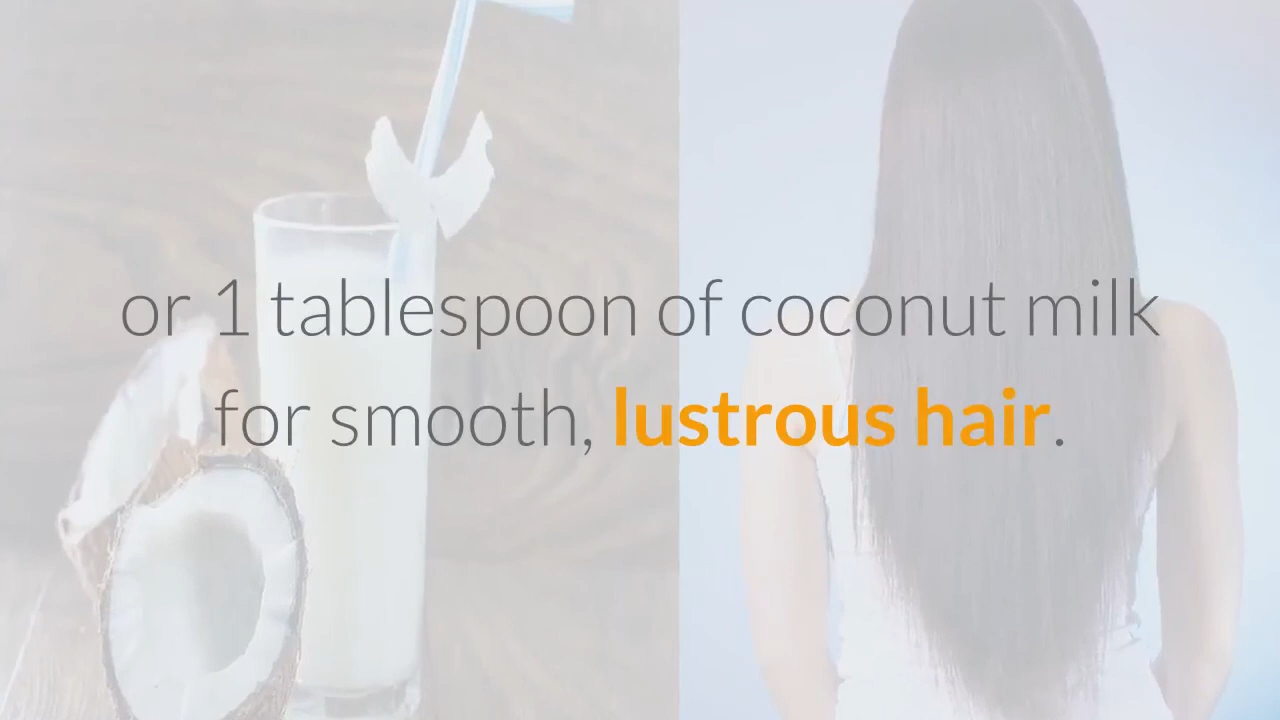 or 1 tablespoon of coconut milk
for smooth, lustrous hair.